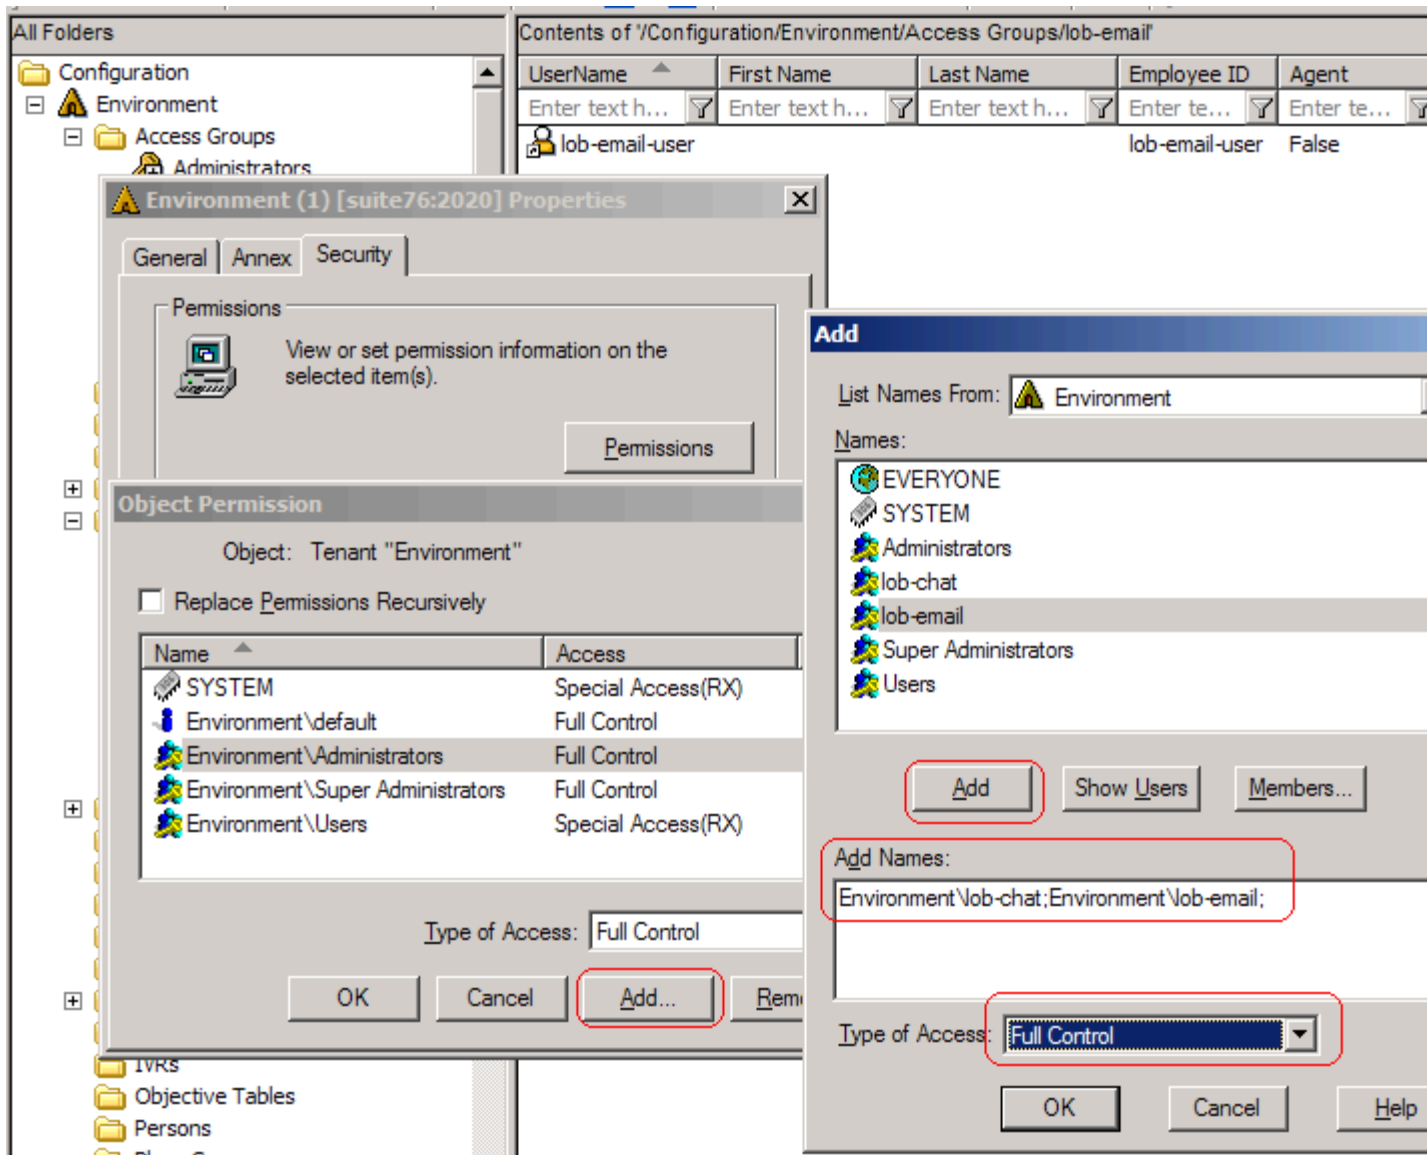 All Folders
Contents of '/Configuration/Environment/Access Groups/lob-email'
Configuration
Environment
Access Groups
Administrators
UserName First Name Last Name Employee ID Agent
Enter text h... Enter text h... Enter text h... Enter te... Enter te...
lob-email-user lob-email-user False
Environment (1) [suite76:2020] Properties
General Annex Security
Permissions
View or set permission information on the
selected item(s).
Permissions
Object Permission
Object: Tenant "Environment"
Replace Permissions Recursively
Name Access
SYSTEM Special Access(RX)
Environment\default Full Control
Environment\Administrators Full Control
Environment\Super Administrators Full Control
Environment\Users Special Access(RX)
Type of Access: Full Control
OK Cancel Add...
Add
List Names From: Environment
Names:
EVERYONE
SYSTEM
Administrators
lob-chat
lob-email
Super Administrators
Users
Add Show Users Members...
Add Names:
Environment\lob-chat;Environment\lob-email;
Type of Access: Full Control
OK Cancel Help
IVRs
Objective Tables
Persons